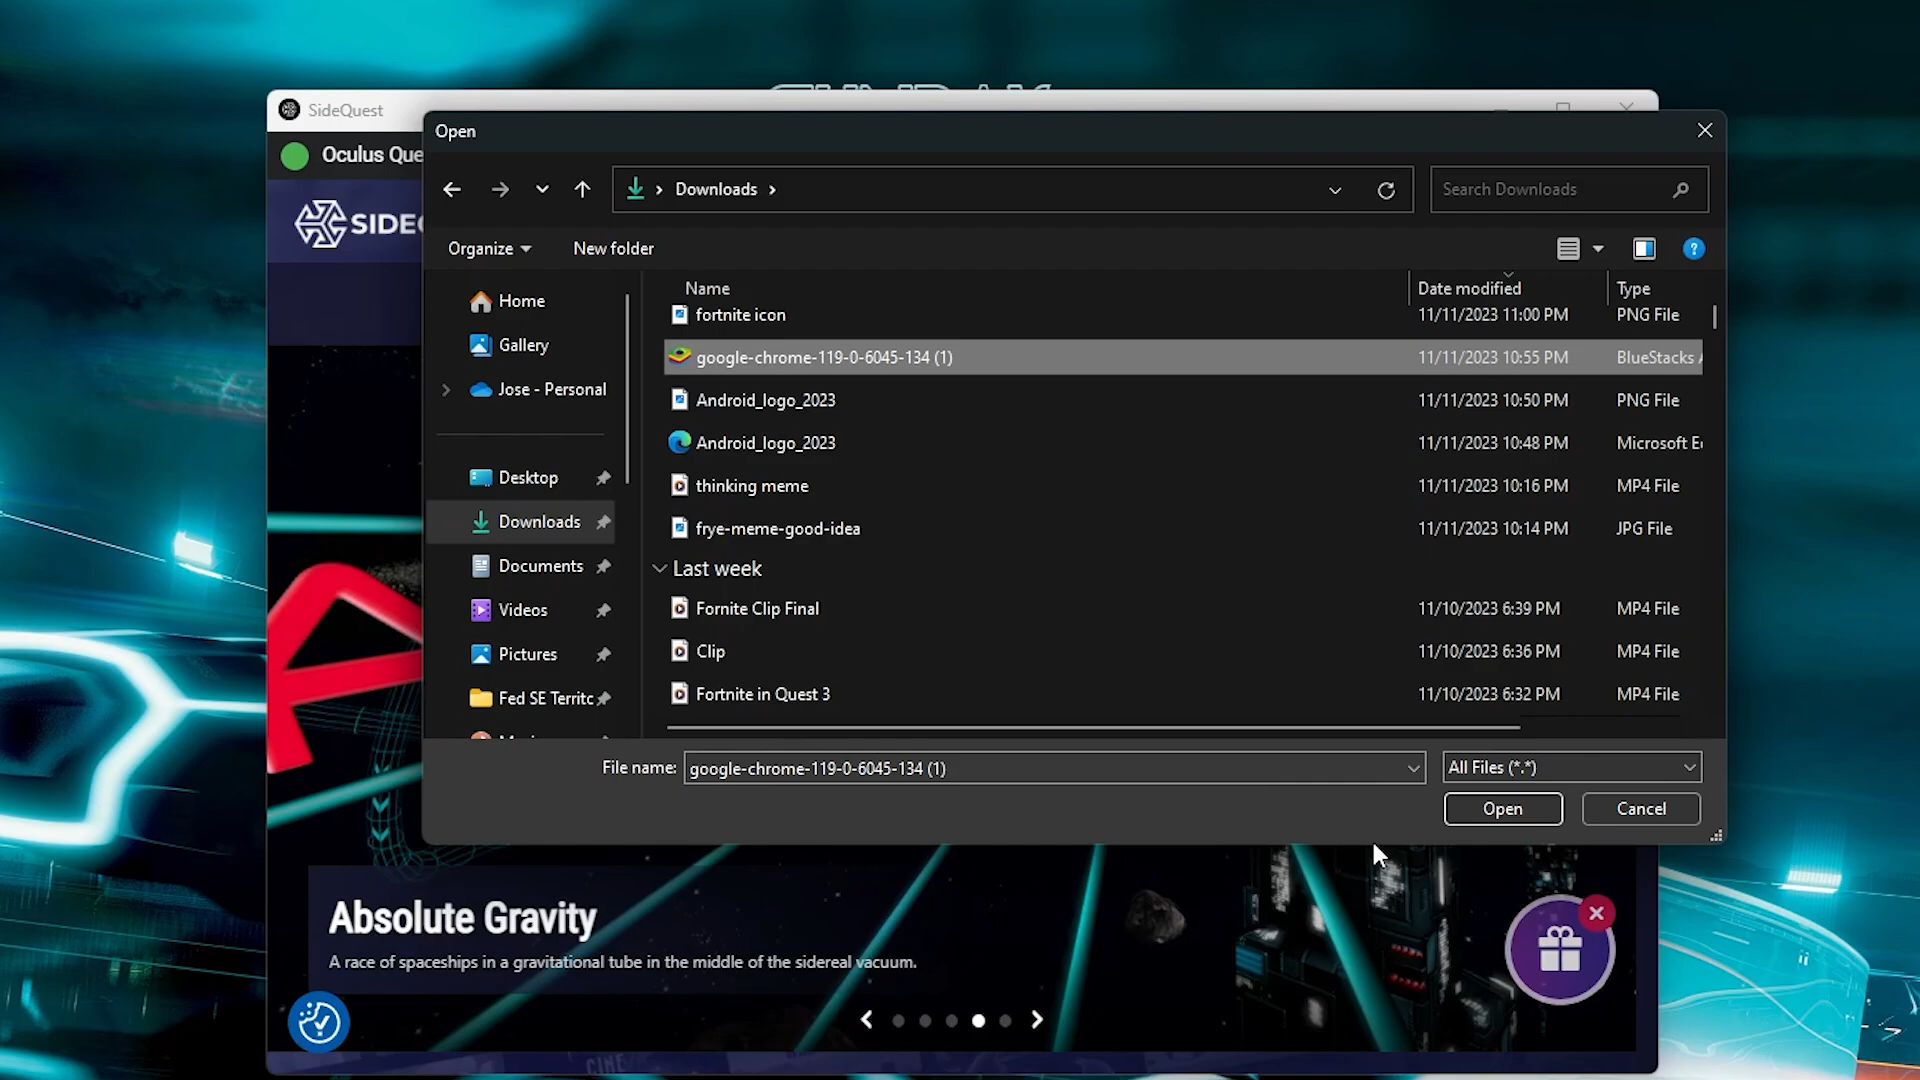 SideQuest
Open
Oculus Que
Downloads
Search Downloads
SIDE
Organize
New folder
Name
Date modified
Type
Home
Gallery
Jose - Personal
Desktop
Downloads
Documents
Videos
Pictures
Fed SE Territc
fortnite icon 11/11/2023 11:00 PM PNG File
google-chrome-119-0-6045-134 (1) 11/11/2023 10:55 PM BlueStacks
Android_logo_2023 11/11/2023 10:50 PM PNG File
Android_logo_2023 11/11/2023 10:48 PM Microsoft E
thinking meme 11/11/2023 10:16 PM MP4 File
frye-meme-good-idea 11/11/2023 10:14 PM JPG File
Last week
Fornite Clip Final 11/10/2023 6:39 PM MP4 File
Clip 11/10/2023 6:36 PM MP4 File
Fortnite in Quest 3 11/10/2023 6:32 PM MP4 File
File name: google-chrome-119-0-6045-134 (1)
All Files (*.*)
Open
Cancel
Absolute Gravity
A race of spaceships in a gravitational tube in the middle of the sidereal vacuum.